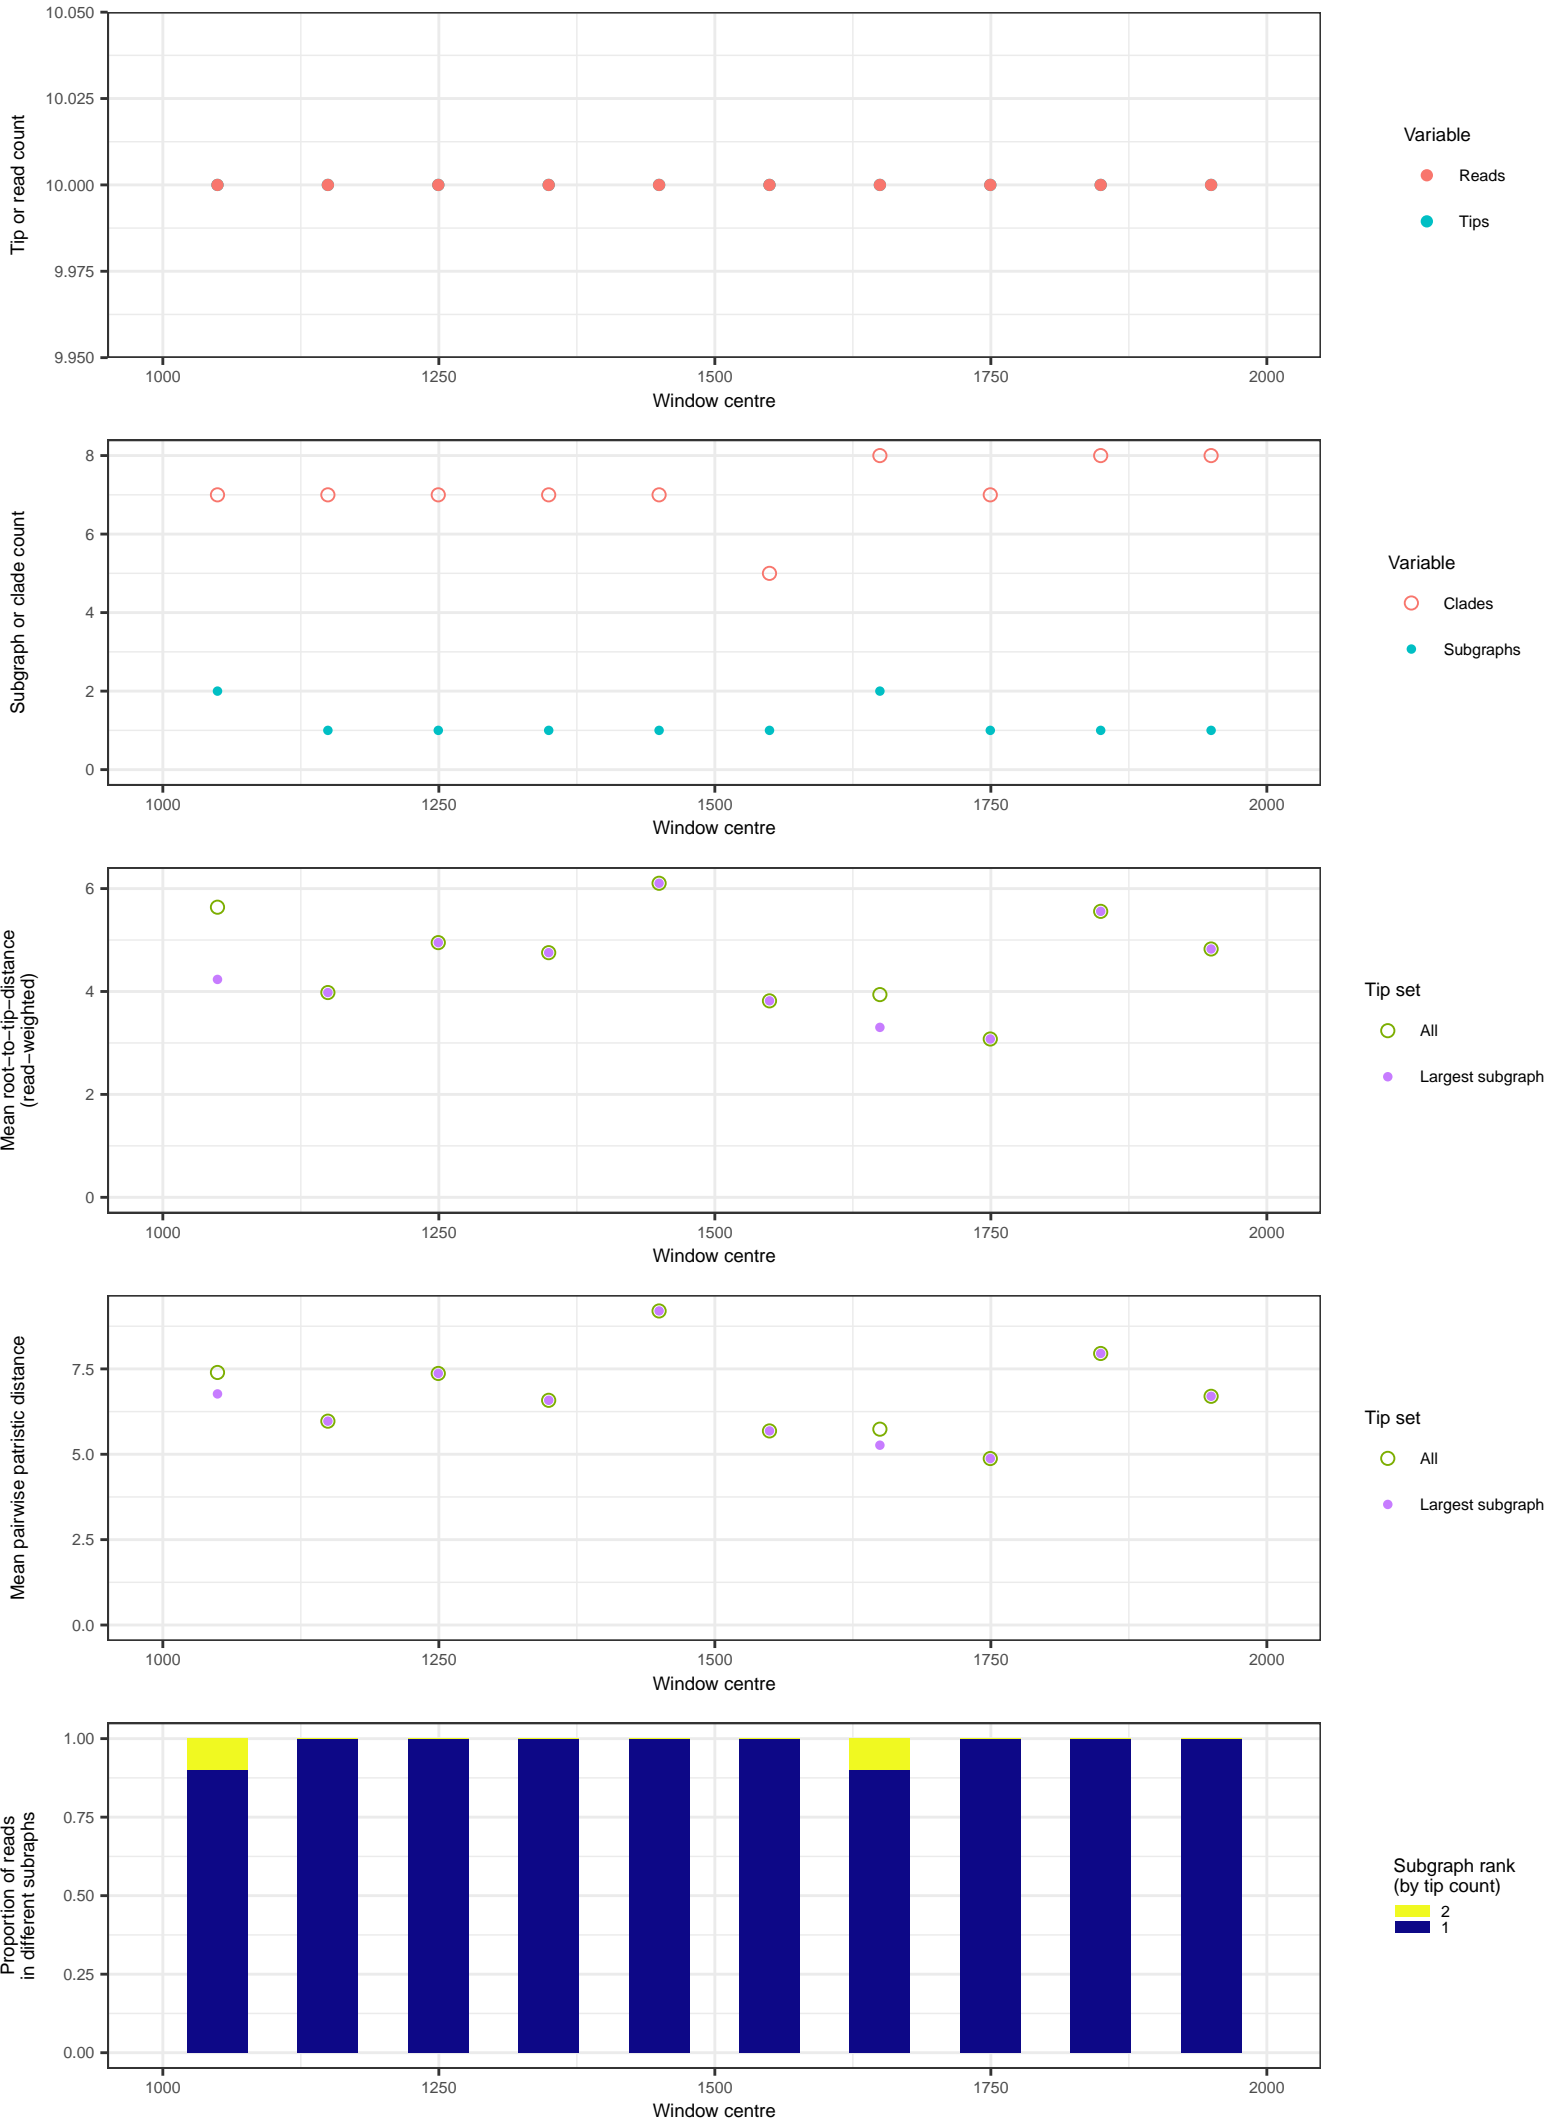 10.050
10.025
10.000
9.975
9.950
Tip or read count
1000 1250 1500 1750 2000
Window centre
Variable
Reads
Tips
8
6
4
2
0
Subgraph or clade count
1000 1250 1500 1750 2000
Window centre
Variable
Clades
Subgraphs
6
4
2
0
Mean root−to−tip−distance
(read−weighted)
1000 1250 1500 1750 2000
Window centre
Tip set
All
Largest subgraph
7.5
5.0
2.5
0.0
Mean pairwise patristic distance
1000 1250 1500 1750 2000
Window centre
Tip set
All
Largest subgraph
1.00
0.75
0.50
0.25
0.00
Proportion of reads
in different subraphs
1000 1250 1500 1750 2000
Window centre
Subgraph rank
(by tip count)
2
1